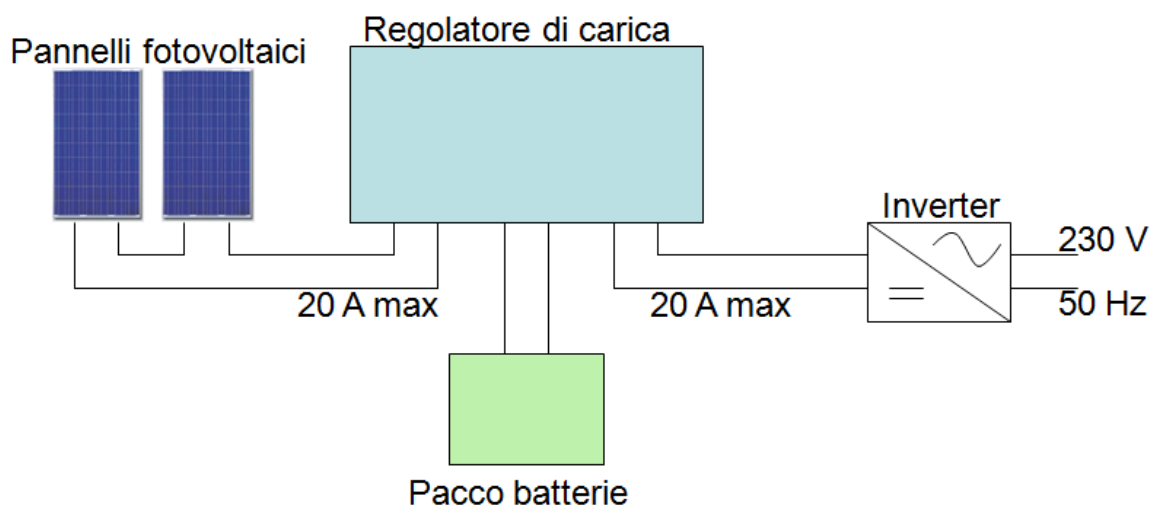 Regolatore di carica
Pannelli fotovoltaici
Inverter
230 V
20 A max
20 A max
50 Hz
Pacco batterie